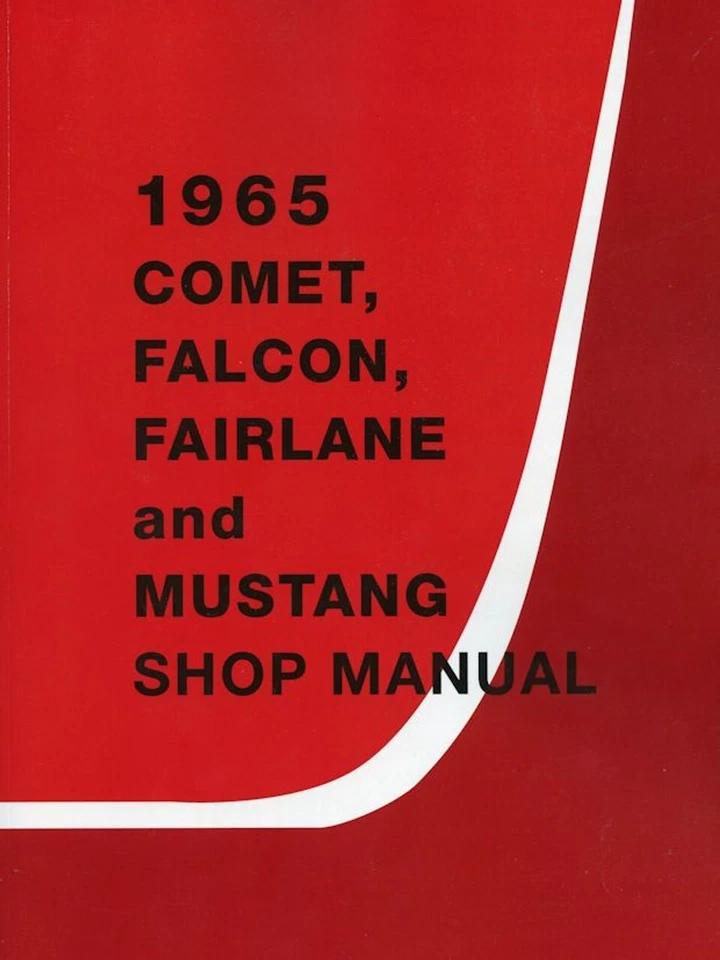 1965
COMET,
FALCON,
FAIRLANE
and
MUSTANG
SHOP MANUAL